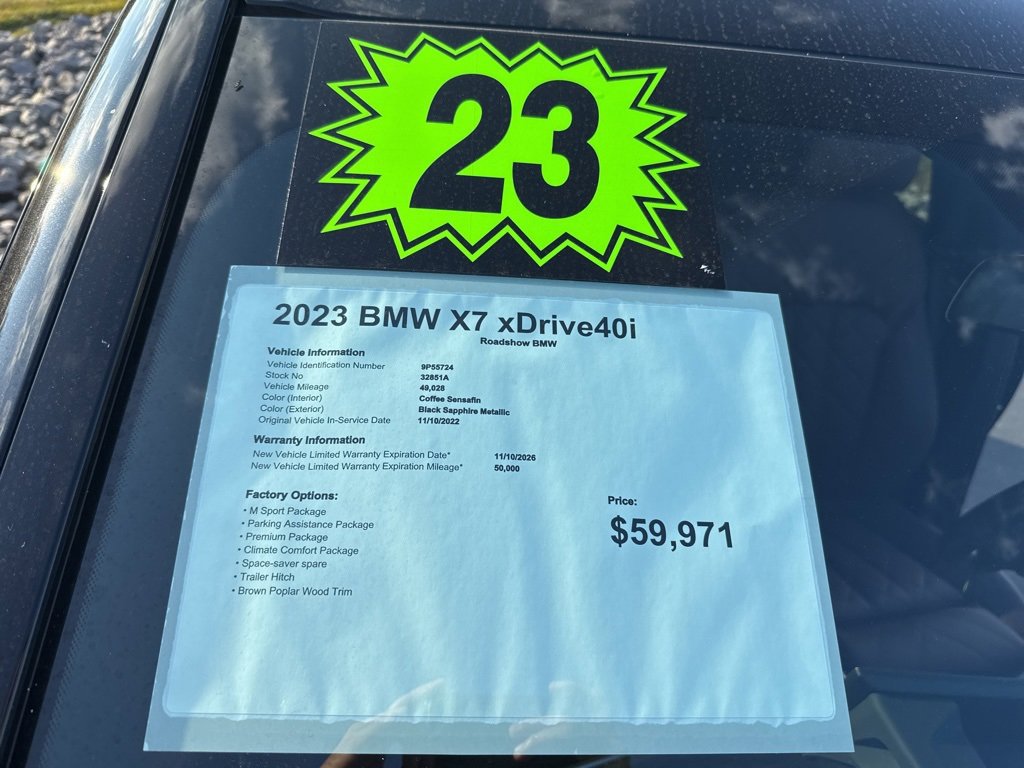 23
2023 BMW X7 xDrive40i
Roadshow BMW
Vehicle Information
Vehicle Identification Number 9P55724
Stock No 32851A
Vehicle Mileage 49,028
Color (Interior) Coffee Sensafin
Color (Exterior) Black Sapphire Metallic
Original Vehicle In-Service Date 11/10/2022
Warranty Information
New Vehicle Limited Warranty Expiration Date* 11/10/2026
New Vehicle Limited Warranty Expiration Mileage* 50,000
Factory Options:
• M Sport Package
• Parking Assistance Package
• Premium Package
• Climate Comfort Package
• Space-saver spare
• Trailer Hitch
• Brown Poplar Wood Trim
Price:
$59,971